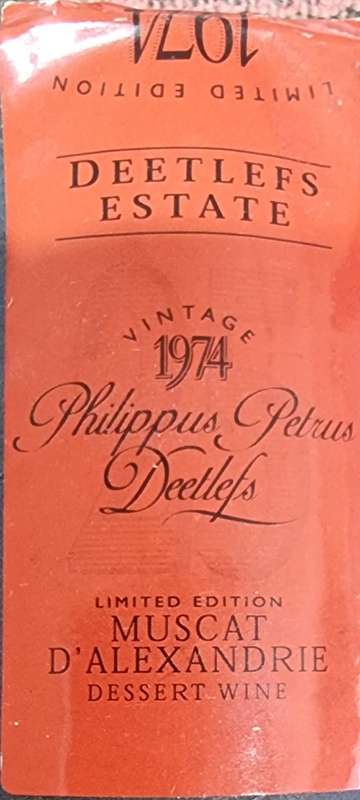 1974
LIMITED EDITION
DEETLEFS
ESTATE
VINTAGE
1974
Philippus Petrus
Deetlefs
LIMITED EDITION
MUSCAT
D'ALEXANDRIE
DESSERT WINE